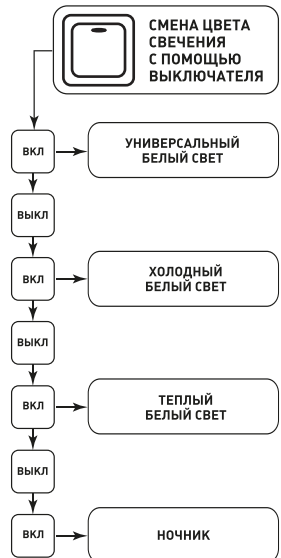 СМЕНА ЦВЕТА
СВЕЧЕНИЯ
С ПОМОЩЬЮ
ВЫКЛЮЧАТЕЛЯ
ВКЛ
УНИВЕРСАЛЬНЫЙ
БЕЛЫЙ СВЕТ
ВЫКЛ
ВКЛ
ХОЛОДНЫЙ
БЕЛЫЙ СВЕТ
ВЫКЛ
ВКЛ
ТЕПЛЫЙ
БЕЛЫЙ СВЕТ
ВЫКЛ
ВКЛ
НОЧНИК